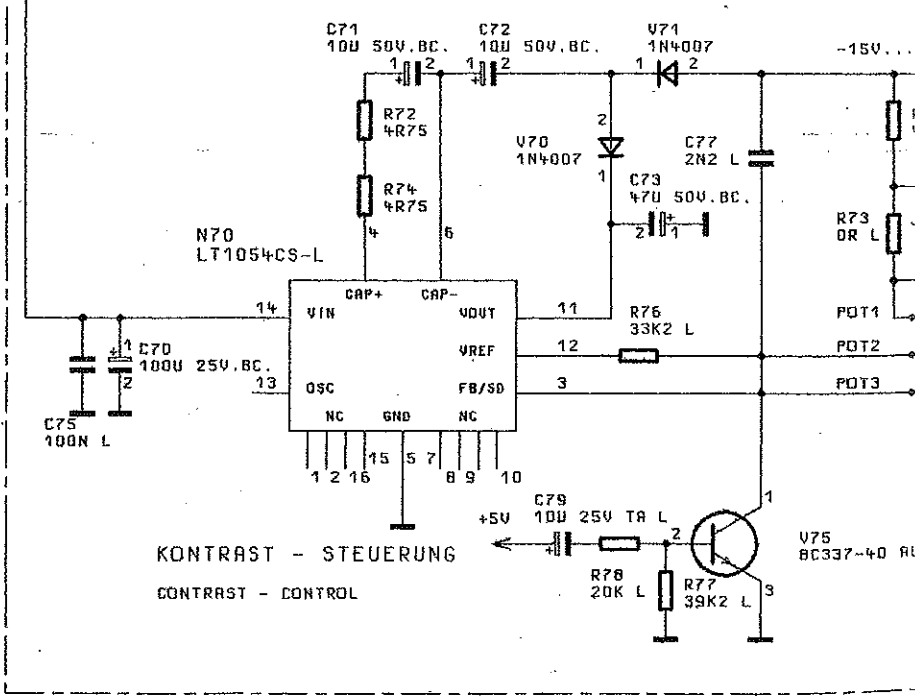 C71
10U 50V.BC.
C72
10U 50V.BC.
V71
1N4007
-15V...
1
2
1
2
1
2
R72
4R75
2
V70
1N4007
1
C77
2N2 L
R74
4R75
C73
47U 50V.BC.
2
1
R73
0R L
N70
LT1054CS-L
4
6
CAP+
CAP-
14
VIN
VOUT
11
R76
33K2 L
POT1
VREF
12
POT2
1
C70
100U 25V.BC.
2
13
OSC
FB/SD
3
POT3
NC
GND
NC
C75
100N L
1
2
16
15
5
7
8
9
10
+5V
C79
10U 25V TA L
2
1
V75
BC337-40
3
R78
20K L
R77
39K2 L
KONTRAST - STEUERUNG
CONTRAST - CONTROL